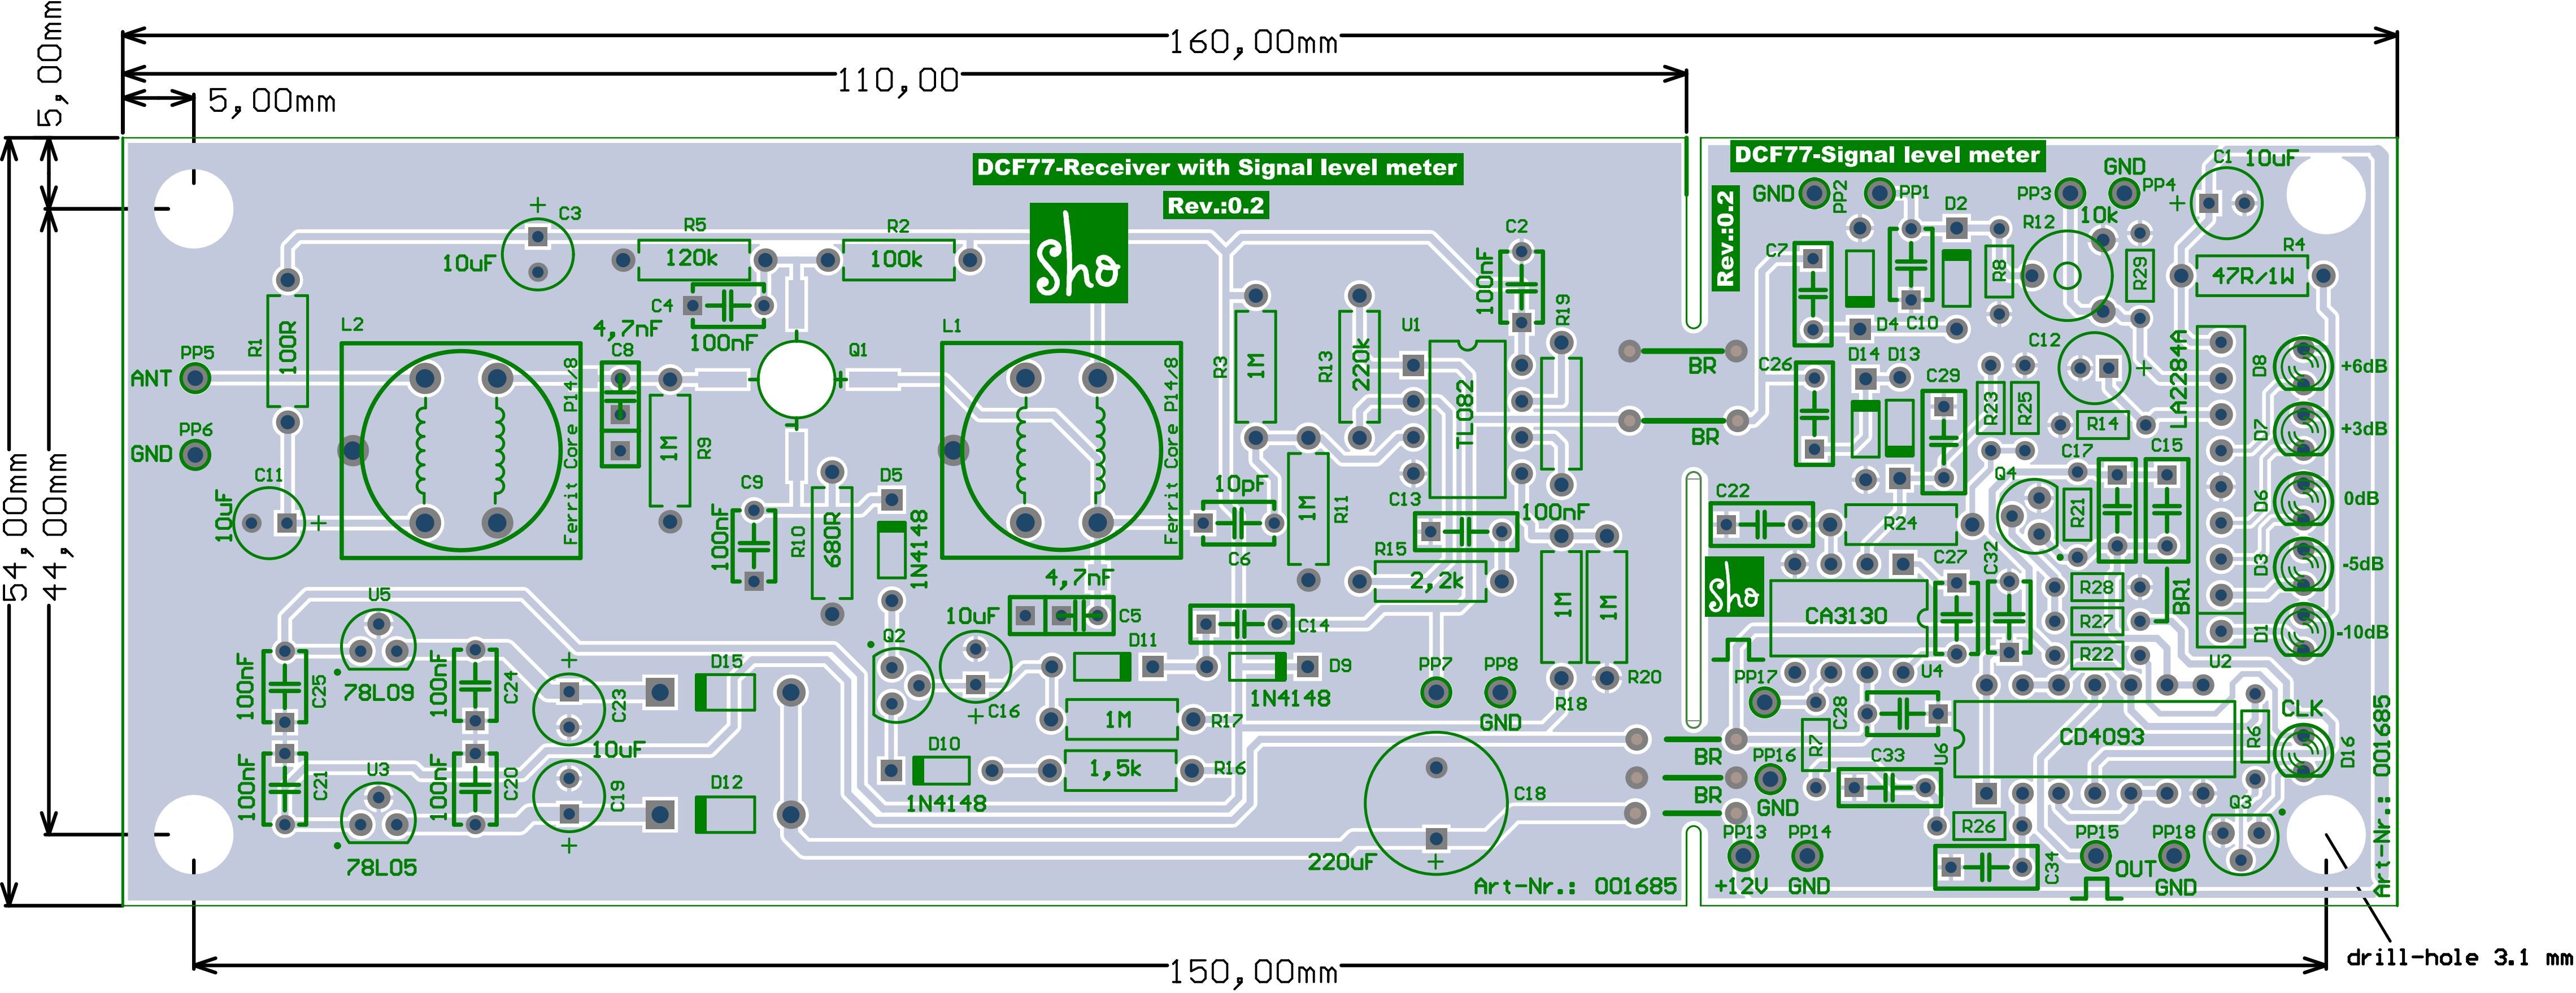 160,00mm
110,00
5,00mm
5,00mm
54,00mm
44,00mm
150,00mm
drill-hole 3.1 mm
DCF77-Receiver with Signal level meter
Rev.:0.2
Sho
DCF77-Signal level meter
Rev.:0.2
C3
10uF
R5
120k
R2
100k
C4
100nF
4,7nF
C8
L2
Ferrit Core P14/8
R1
100R
PP5
ANT
PP6
GND
C11
10uF
1M
R9
Q1
L1
Ferrit Core P14/8
C9
100nF
R10
680R
D5
1N4148
R3
1M
R13
220k
U1
TL082
C2
100nF
R19
10pF
C6
1M
R11
C13
100nF
R15
2,2k
4,7nF
C5
C14
D11
D9
1N4148
10uF
C16
Q2
1M
R17
D10
1N4148
1,5k
R16
PP7
PP8
GND
1M
R18
1M
R20
C18
220uF
Art-Nr.: 001685
U5
78L09
100nF
C25
100nF
C24
C23
10uF
D15
100nF
C21
U3
78L05
100nF
C20
C19
D12
BR
BR
BR
BR
GND
PP2
PP1
D2
PP3
GND
PP4
C1
10uF
C7
D4
C10
R8
R12
10k
R29
R4
47R/1W
C26
D14
D13
C29
R23
R25
C12
R14
LA2284A
U2
D8
+6dB
D7
+3dB
D6
0dB
D3
-5dB
D1
-10dB
C22
R24
Q4
R21
C17
C15
Sho
CA3130
U4
C27
C32
R28
R27
R22
BR1
PP17
C28
R7
PP16
GND
C33
U6
CD4093
R6
CLK
D16
Q3
PP13
+12V
PP14
GND
R26
C34
PP15
OUT
PP18
GND
Art-Nr.: 001685